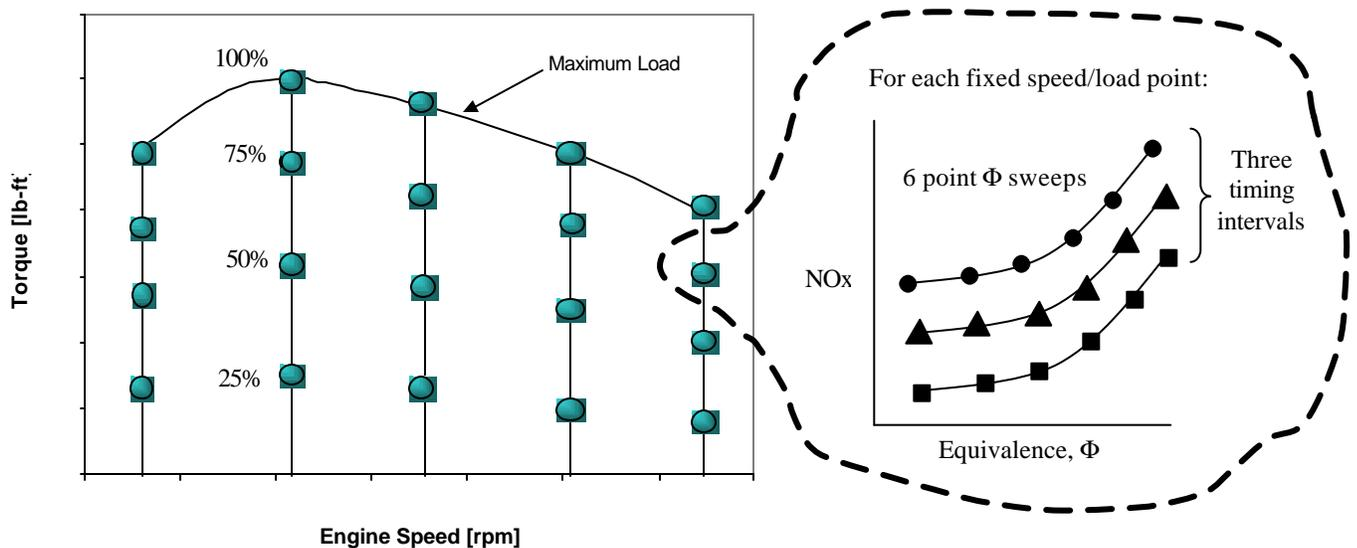 100%
75%
50%
25%
Torque [lb-ft
Engine Speed [rpm]
Maximum Load
For each fixed speed/load point:
6 point Φ sweeps
Three
timing
intervals
NOx
Equivalence, Φ